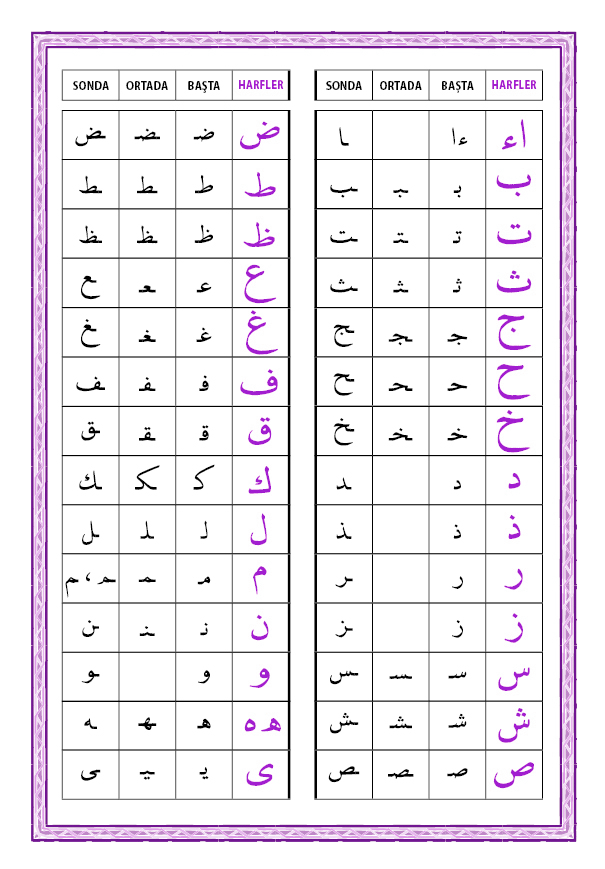 SONDA ORTADA BAŞTA HARFLER SONDA ORTADA BAŞTA HARFLER
اء ءا ـا ض ضـ ـضـ ـض
ب بـ ـبـ ـب ط طـ ـطـ ـط
ت تـ ـتـ ـت ظ ظـ ـظـ ـظ
ث ثـ ـثـ ـث ع عـ ـعـ ـع
ج جـ ـجـ ـج غ غـ ـغـ ـغ
ح حـ ـحـ ـح ف فـ ـفـ ـف
خ خـ ـخـ ـخ ق قـ ـقـ ـق
د د ـد ك كـ ـكـ ـك
ذ ذ ـذ ل لـ ـلـ ـل
ر ر ـر م مـ ـمـ ـم ، م
ز ز ـز ن نـ ـنـ ـن
س سـ ـسـ ـس و و ـو
ش شـ ـشـ ـش هـ ه هـ ـهـ ـه
ص صـ ـصـ ـص ى يـ ـيـ ـى